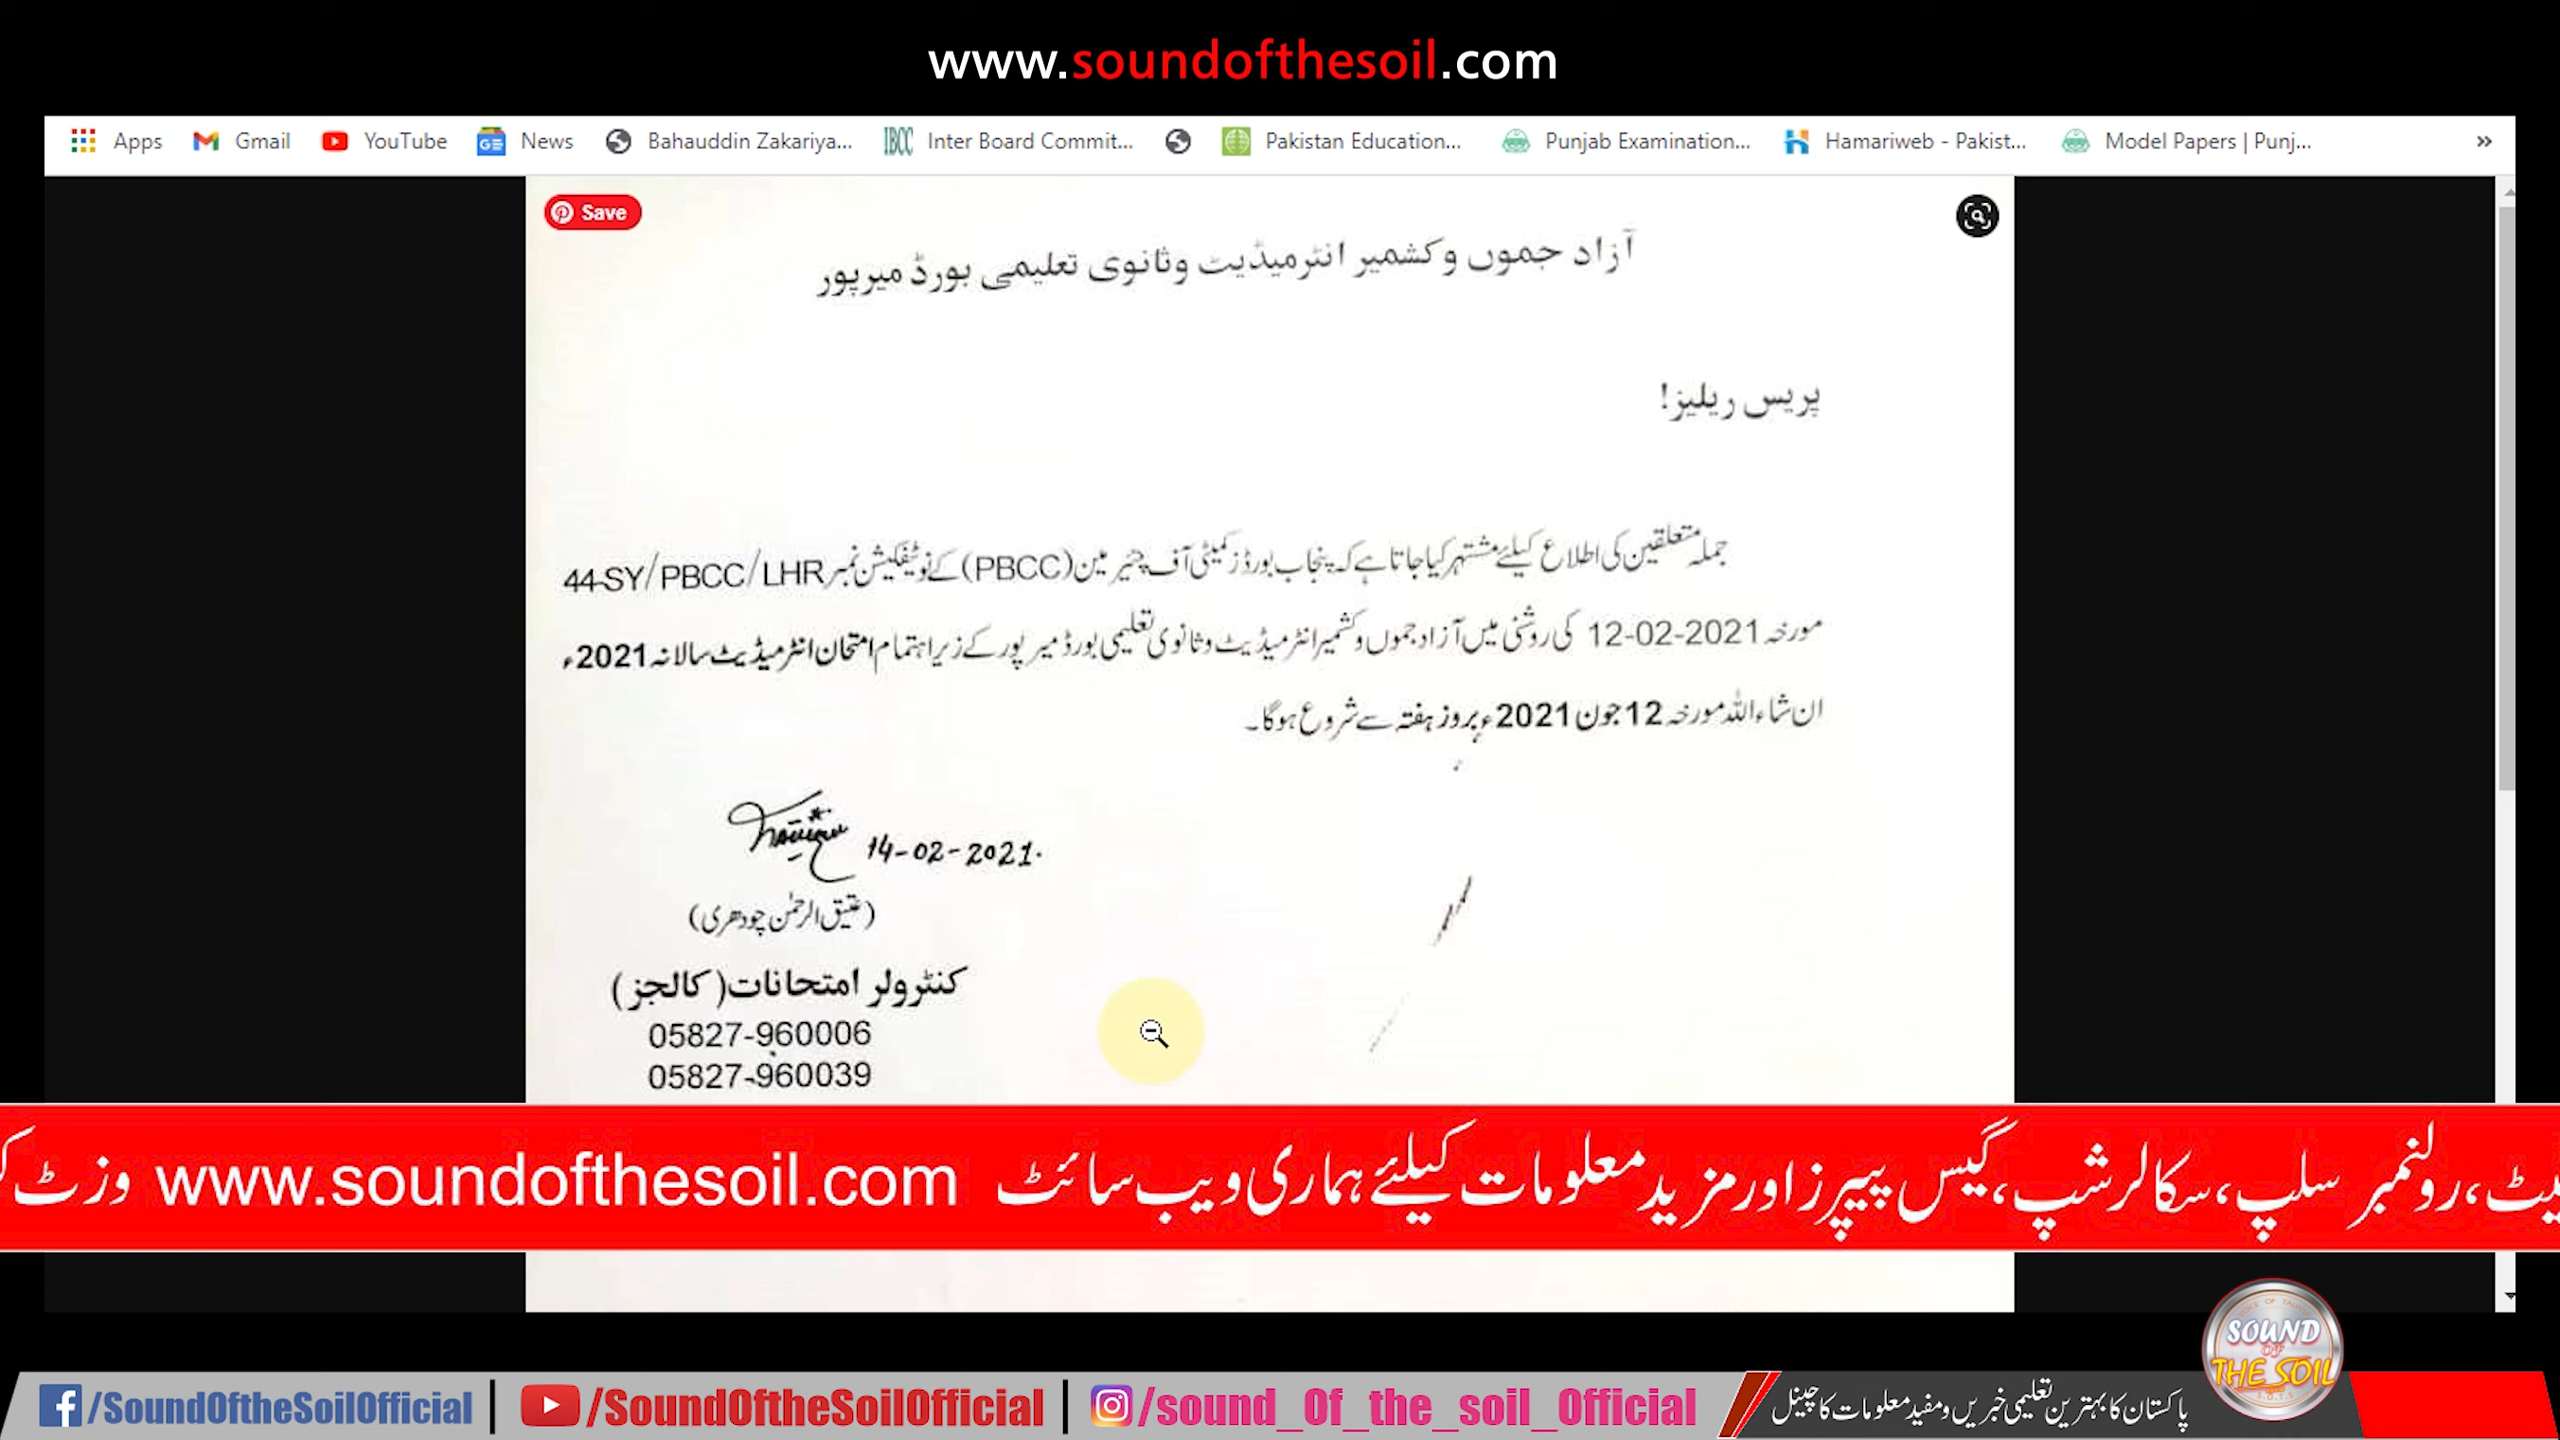 www.soundofthesoil.com
Apps Gmail YouTube News Bahauddin Zakariya... Inter Board Commit... Pakistan Education... Punjab Examination... Hamariweb - Pakist... Model Papers | Punj... »
Save
آزاد جموں وکشمیر انٹرمیڈیٹ وثانوی تعلیمی بورڈ میرپور
پریس ریلیز!
جملہ متعلقین کی اطلاع کیلئے مشتہر کیا جاتا ہے کہ پنجاب بورڈز کمیٹی آف چیئرمین (PBCC) کے نوٹیفکیشن نمبر 44-SY/PBCC/LHR
مورخہ 12-02-2021 کی روشنی میں آزاد جموں وکشمیر انٹرمیڈیٹ وثانوی تعلیمی بورڈ میرپور کے زیر اہتمام امتحان انٹرمیڈیٹ سالانہ 2021ء
ان شاء اللہ مورخہ 12 جون 2021ء بروز ہفتہ سے شروع ہوگا۔
14-02-2021.
(عتیق الرحمٰن چودھری)
کنٹرولر امتحانات (کالجز)
05827-960006
05827-960039
یٹ، رولنمبر سلپ، سکالرشپ، گیس پیپرز اور مزید معلومات کیلئے ہماری ویب سائٹ www.soundofthesoil.com وزٹ ک
SOUND OF THE SOIL
/SoundOftheSoilOfficial | /SoundOftheSoilOfficial | /sound_Of_the_soil_Official
پاکستان کا بہترین تعلیمی خبریں ومفید معلومات کا چینل